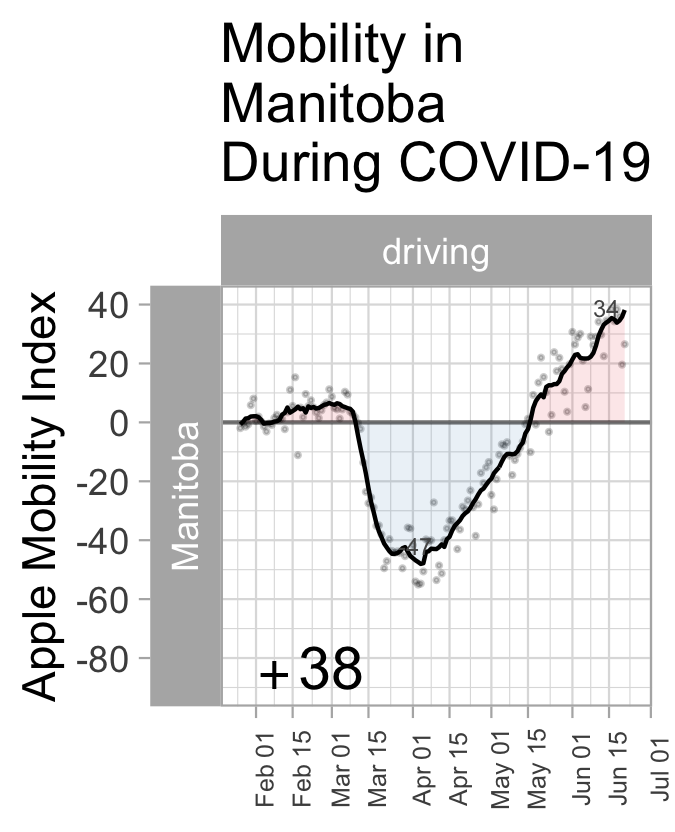 Mobility in
Manitoba
During COVID-19
driving
Apple Mobility Index
Manitoba
40
20
0
-20
-40
-60
-80
34
-47
+38
Feb 01
Feb 15
Mar 01
Mar 15
Apr 01
Apr 15
May 01
May 15
Jun 01
Jun 15
Jul 01